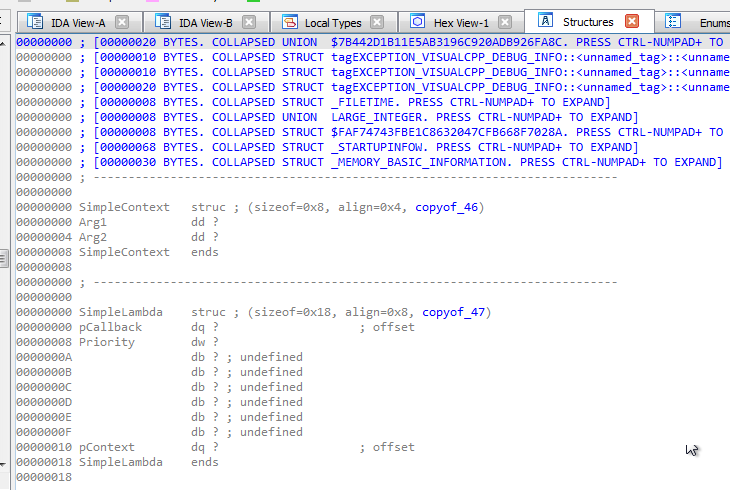 IDA View-A IDA View-B Local Types Hex View-1 Structures Enums
00000000 ; [00000020 BYTES. COLLAPSED UNION  $7B442D1B11E5AB3196C920ADB926FA8C. PRESS CTRL-NUMPAD+ TO
00000000 ; [00000010 BYTES. COLLAPSED STRUCT tagEXCEPTION_VISUALCPP_DEBUG_INFO::<unnamed_tag>::<unname
00000000 ; [00000010 BYTES. COLLAPSED STRUCT tagEXCEPTION_VISUALCPP_DEBUG_INFO::<unnamed_tag>::<unname
00000000 ; [00000020 BYTES. COLLAPSED STRUCT tagEXCEPTION_VISUALCPP_DEBUG_INFO::<unnamed_tag>::<unname
00000000 ; [00000008 BYTES. COLLAPSED STRUCT _FILETIME. PRESS CTRL-NUMPAD+ TO EXPAND]
00000000 ; [00000008 BYTES. COLLAPSED UNION  LARGE_INTEGER. PRESS CTRL-NUMPAD+ TO EXPAND]
00000000 ; [00000008 BYTES. COLLAPSED STRUCT $FAF74743FBE1C8632047CFB668F7028A. PRESS CTRL-NUMPAD+ TO
00000000 ; [00000068 BYTES. COLLAPSED STRUCT _STARTUPINFOW. PRESS CTRL-NUMPAD+ TO EXPAND]
00000000 ; [00000030 BYTES. COLLAPSED STRUCT _MEMORY_BASIC_INFORMATION. PRESS CTRL-NUMPAD+ TO EXPAND]
00000000 ; ---------------------------------------------------------------------------
00000000
00000000 SimpleContext   struc ; (sizeof=0x8, align=0x4, copyof_46)
00000000 Arg1            dd ?
00000004 Arg2            dd ?
00000008 SimpleContext   ends
00000008
00000000 ; ---------------------------------------------------------------------------
00000000
00000000 SimpleLambda    struc ; (sizeof=0x18, align=0x8, copyof_47)
00000000 pCallback       dq ?                    ; offset
00000008 Priority        dw ?
0000000A                 db ? ; undefined
0000000B                 db ? ; undefined
0000000C                 db ? ; undefined
0000000D                 db ? ; undefined
0000000E                 db ? ; undefined
0000000F                 db ? ; undefined
00000010 pContext        dq ?                    ; offset
00000018 SimpleLambda    ends
00000018